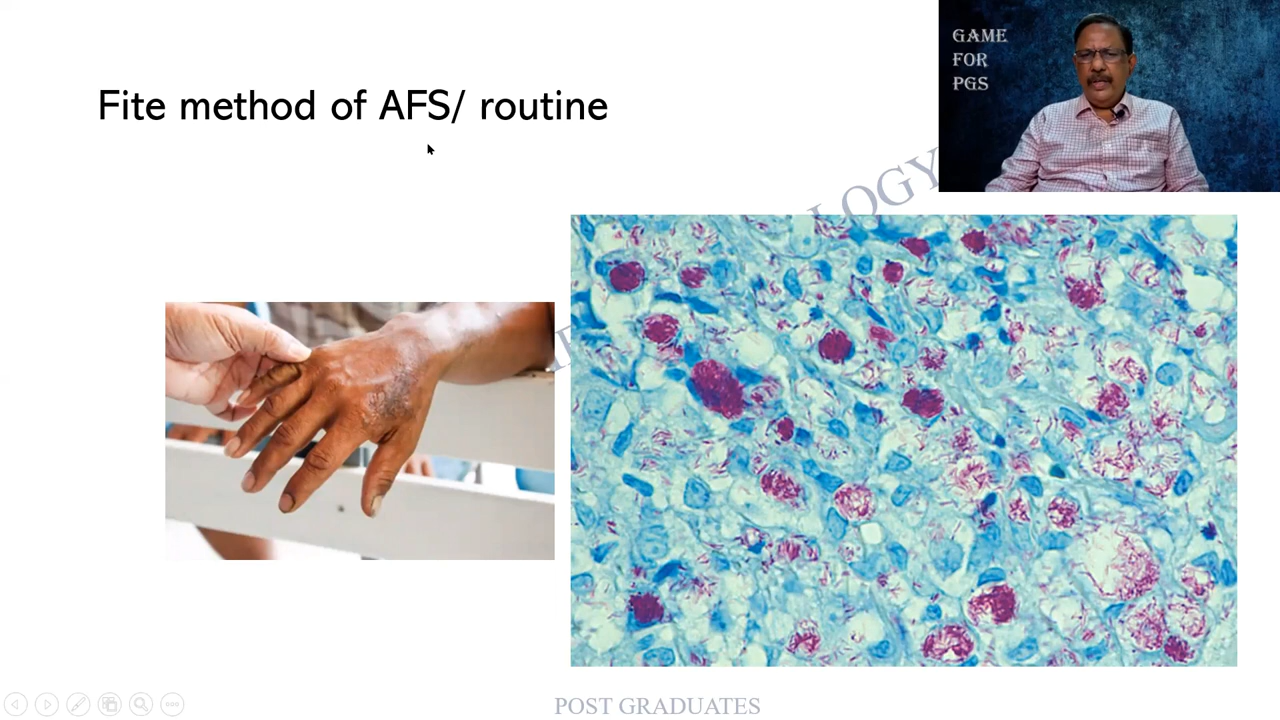 Fite method of AFS/ routine
GAME
FOR
PGS
POST GRADUATES